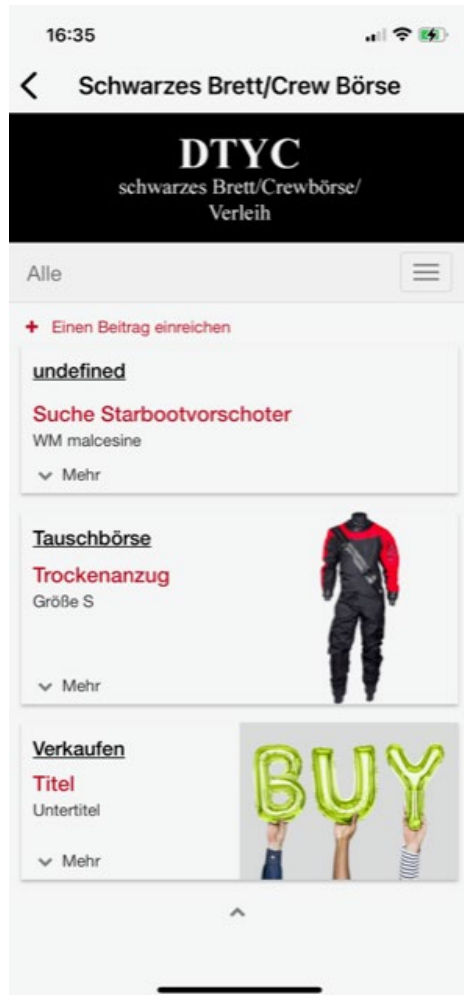 16:35
Schwarzes Brett/Crew Börse
DTYC
schwarzes Brett/Crewbörse/
Verleih
Alle
+ Einen Beitrag einreichen
undefined
Suche Starbootvorschoter
WM malcesine
Mehr
Tauschbörse
Trockenanzug
Größe S
Mehr
Verkaufen
Titel
Untertitel
Mehr
BUY